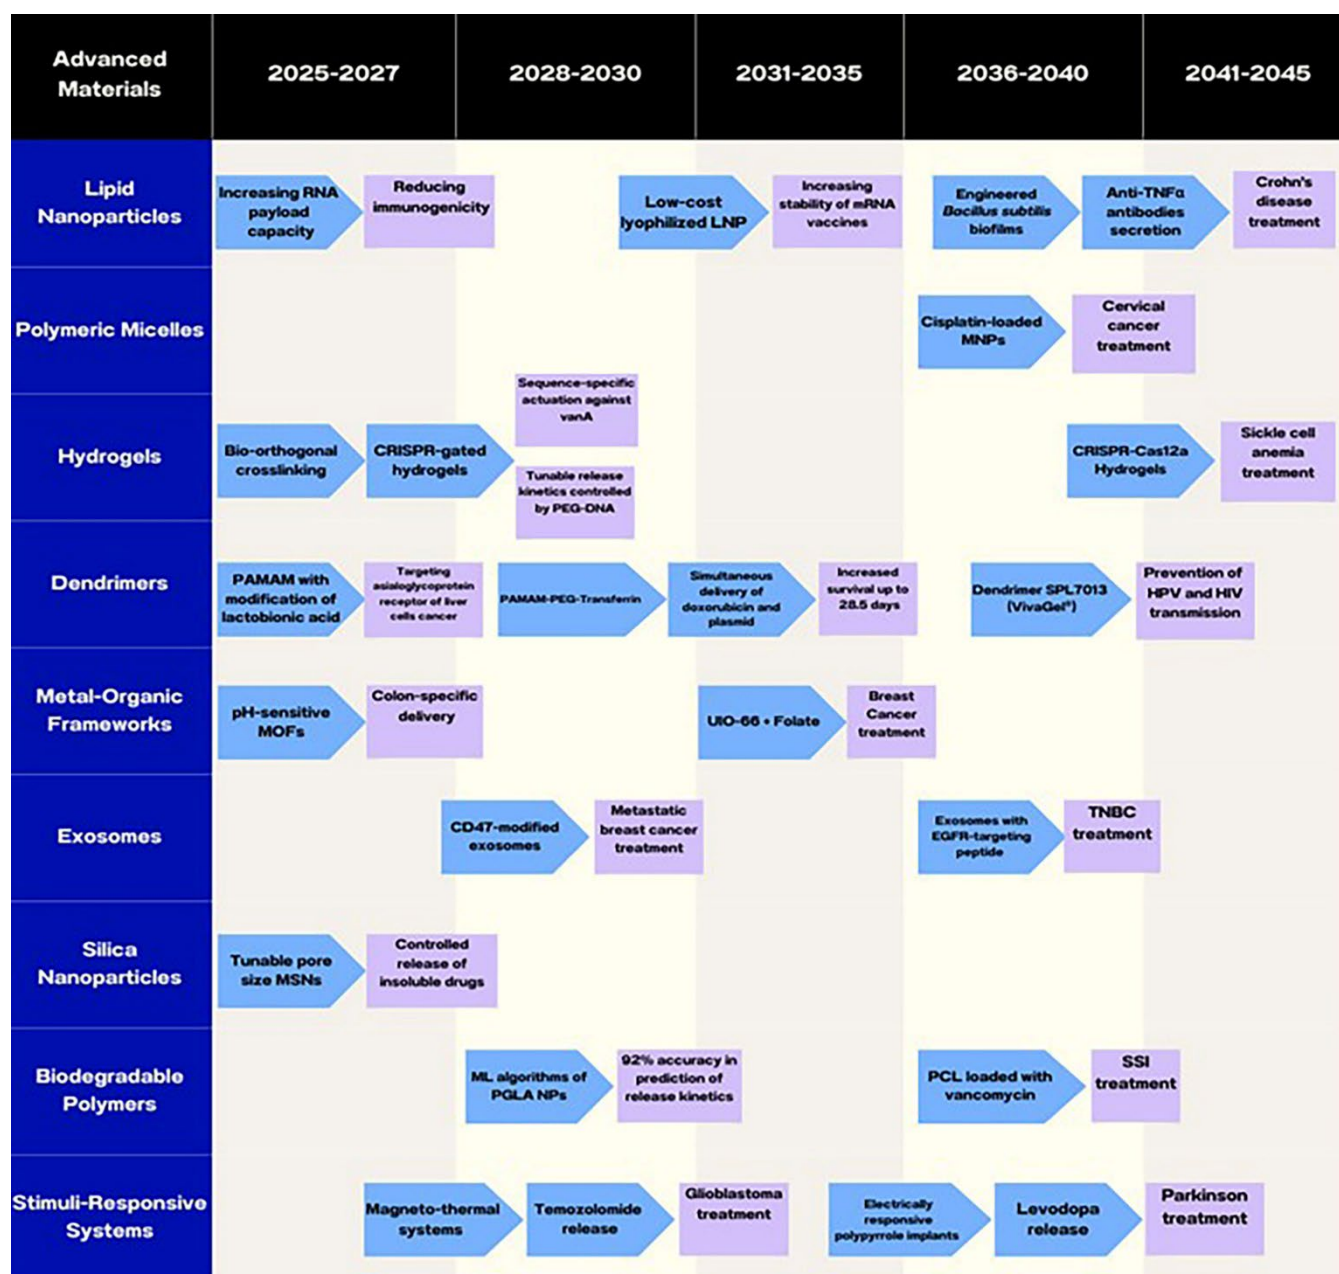 Advanced
Materials
2025-2027
2028-2030
2031-2035
2036-2040
2041-2045
Lipid
Nanoparticles
Increasing RNA
payload
capacity
Reducing
immunogenicity
Low-cost
lyophilized LNP
Increasing
stability of mRNA
vaccines
Engineered
Bacillus subtilis
biofilms
Anti-TNFα
antibodies
secretion
Crohn's
disease
treatment
Polymeric Micelles
Cisplatin-loaded
MNPs
Cervical
cancer
treatment
Hydrogels
Bio-orthogonal
crosslinking
CRISPR-gated
hydrogels
Sequence-specific
actuation against
vanA
Tunable release
kinetics controlled
by PEG-DNA
CRISPR-Cas12a
Hydrogels
Sickle cell
anemia
treatment
Dendrimers
PAMAM with
modification of
lactobionic acid
Targeting
asialoglycoprotein
receptor of liver
cells cancer
PAMAM-PEG-Transferrin
Simultaneous
delivery of
doxorubicin and
plasmid
Increased
survival up to
28.5 days
Dendrimer SPL7013
(VivaGel®)
Prevention of
HPV and HIV
transmission
Metal-Organic
Frameworks
pH-sensitive
MOFs
Colon-specific
delivery
UIO-66 + Folate
Breast
Cancer
treatment
Exosomes
CD47-modified
exosomes
Metastatic
breast cancer
treatment
Exosomes with
EGFR-targeting
peptide
TNBC
treatment
Silica
Nanoparticles
Tunable pore
size MSNs
Controlled
release of
insoluble drugs
Biodegradable
Polymers
ML algorithms of
PGLA NPs
92% accuracy in
prediction of
release kinetics
PCL loaded with
vancomycin
SSI
treatment
Stimuli-Responsive
Systems
Magneto-thermal
systems
Temozolomide
release
Glioblastoma
treatment
Electrically
responsive
polypyrrole implants
Levodopa
release
Parkinson
treatment